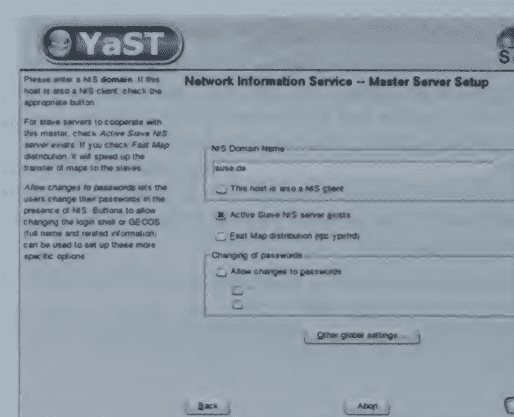 YaST
S
Please enter a NIS domain. If this
host is also a NIS client, check the
appropriate button.
For slave servers to cooperate with
this master, check Active Slave NIS
server exists. If you check Fast Map
distribution, it will speed up the
transfer of maps to the slaves.
Allow changes to passwords lets the
users change their passwords in the
presence of NIS. Buttons to allow
changing the login shell or GECOS
(full name and related information)
can be used to set up these more
specific options.
Network Information Service -- Master Server Setup
NIS Domain Name
suse.de
This host is also a NIS client
Active Slave NIS server exists
Fast Map distribution (rpc.ypxfrd)
Changing of passwords
Allow changes to passwords
Other global settings ...
Back
Abort